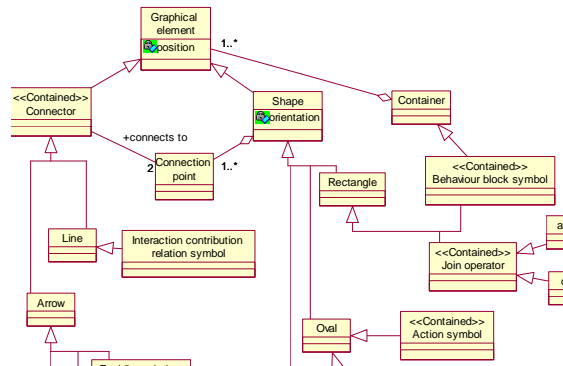 Graphical
element
position
1..*
<<Contained>>
Connector
Shape
orientation
Container
+connects to
2
Connection
point
1..*
<<Contained>>
Behaviour block symbol
Rectangle
Line
Interaction contribution
relation symbol
<<Contained>>
Join operator
Arrow
Oval
<<Contained>>
Action symbol